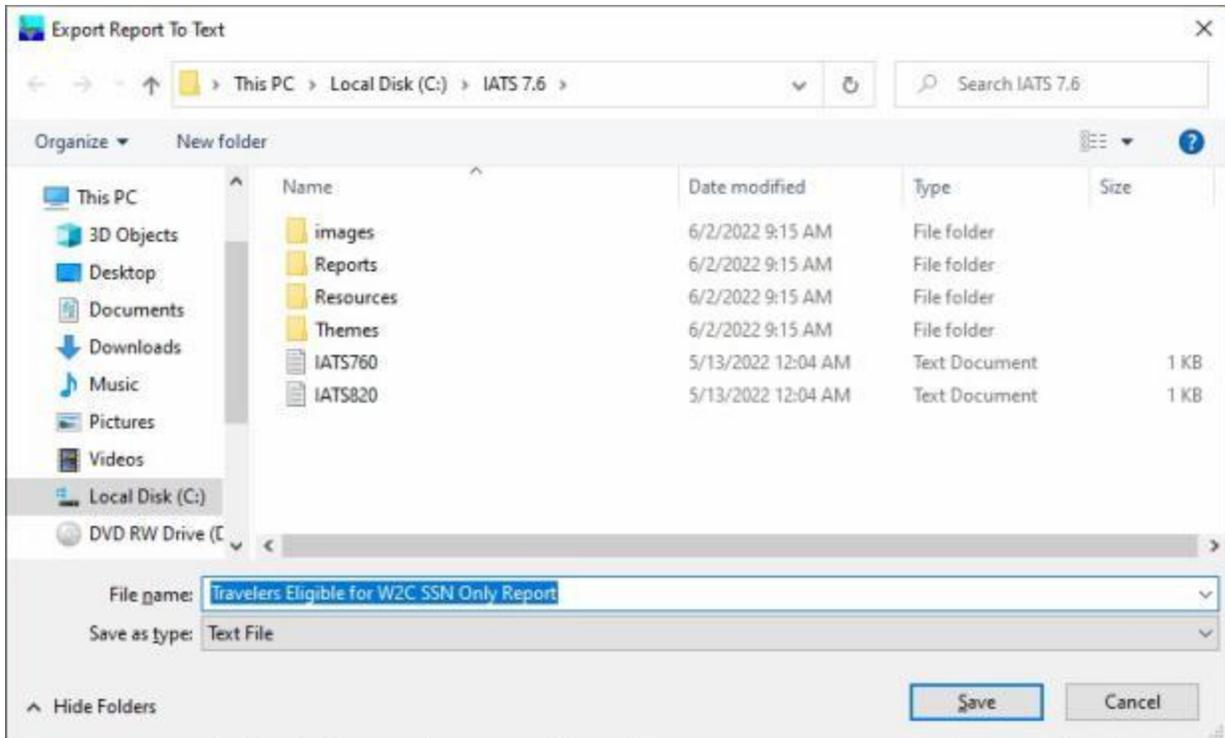 Export Report To Text
This PC > Local Disk (C:) > IATS 7.6 >
Search IATS 7.6
Organize
New folder
Name Date modified Type Size
This PC
3D Objects
Desktop
Documents
Downloads
Music
Pictures
Videos
Local Disk (C:)
DVD RW Drive (D
images 6/2/2022 9:15 AM File folder
Reports 6/2/2022 9:15 AM File folder
Resources 6/2/2022 9:15 AM File folder
Themes 6/2/2022 9:15 AM File folder
IATS760 5/13/2022 12:04 AM Text Document 1 KB
IATS820 5/13/2022 12:04 AM Text Document 1 KB
File name: Travelers Eligible for W2C SSN Only Report
Save as type: Text File
Hide Folders
Save
Cancel